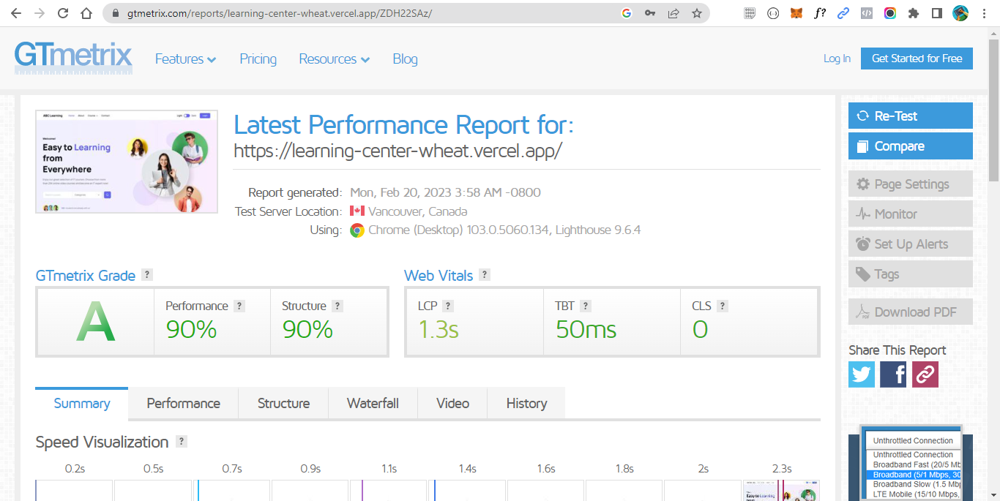 gtmetrix.com/reports/learning-center-wheat.vercel.app/ZDH22SAz/
GTmetrix
Features
Pricing
Resources
Blog
Log In
Get Started for Free
ABC Learning
Welcome!
Easy to Learning
from
Everywhere
Latest Performance Report for:
https://learning-center-wheat.vercel.app/
Report generated: Mon, Feb 20, 2023 3:58 AM -0800
Test Server Location: Vancouver, Canada
Using: Chrome (Desktop) 103.0.5060.134, Lighthouse 9.6.4
Re-Test
Compare
Page Settings
Monitor
Set Up Alerts
Tags
Download PDF
Share This Report
GTmetrix Grade ?
A
Performance ?
90%
Structure ?
90%
Web Vitals ?
LCP ?
1.3s
TBT ?
50ms
CLS ?
0
Summary
Performance
Structure
Waterfall
Video
History
Speed Visualization ?
0.2s 0.5s 0.7s 0.9s 1.1s 1.4s 1.6s 1.8s 2s 2.3s
Easy to Learning
from
Unthrottled Connection
Unthrottled Connection
Broadband Fast (20/5 Mb
Broadband (5/1 Mbps, 30
Broadband Slow (1.5 Mbp
LTE Mobile (15/10 Mbps,